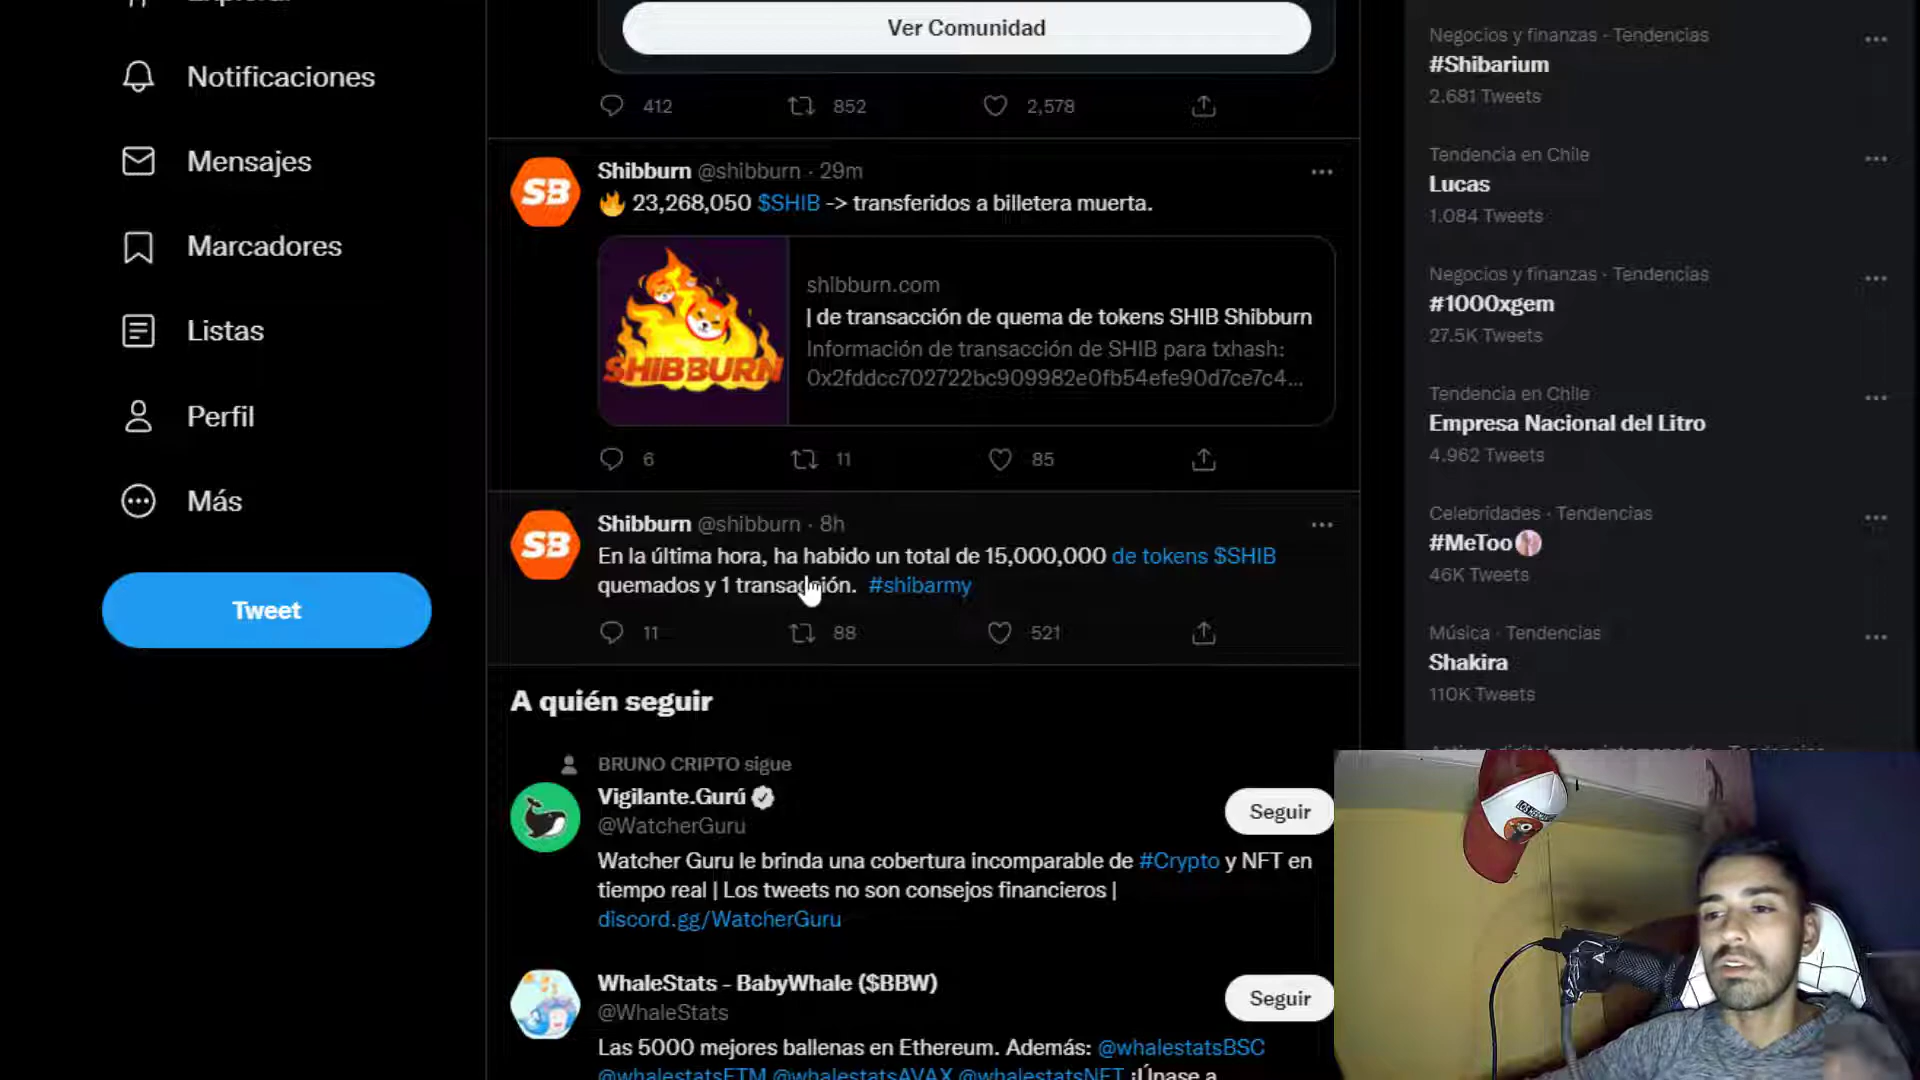 Ver Comunidad
412 852 2,578
Notificaciones
Mensajes
Marcadores
Listas
Perfil
Más
Tweet
Shibburn @shibburn · 29m
23,268,050 $SHIB -> transferidos a billetera muerta.
SB
SHIBBURN
shibburn.com
| de transacción de quema de tokens SHIB Shibburn
Información de transacción de SHIB para txhash:
0x2fddcc702722bc909982e0fb54efe90d7ce7c4...
6 11 85
SB
Shibburn @shibburn · 8h
En la última hora, ha habido un total de 15,000,000 de tokens $SHIB
quemados y 1 transacción. #shibarmy
11 88 521
A quién seguir
BRUNO CRIPTO sigue
Vigilante.Gurú
@WatcherGuru
Seguir
Watcher Guru le brinda una cobertura incomparable de #Crypto y NFT en
tiempo real | Los tweets no son consejos financieros |
discord.gg/WatcherGuru
WhaleStats - BabyWhale ($BBW)
@WhaleStats
Seguir
Las 5000 mejores ballenas en Ethereum. Además: @whalestatsBSC
@whalestatsFTM @whalestatsAVAX @whalestatsNFT ¡Únase a
Negocios y finanzas · Tendencias
#Shibarium
2.681 Tweets
Tendencia en Chile
Lucas
1.084 Tweets
Negocios y finanzas · Tendencias
#1000xgem
27.5K Tweets
Tendencia en Chile
Empresa Nacional del Litro
4.962 Tweets
Celebridades · Tendencias
#MeToo
46K Tweets
Música · Tendencias
Shakira
110K Tweets